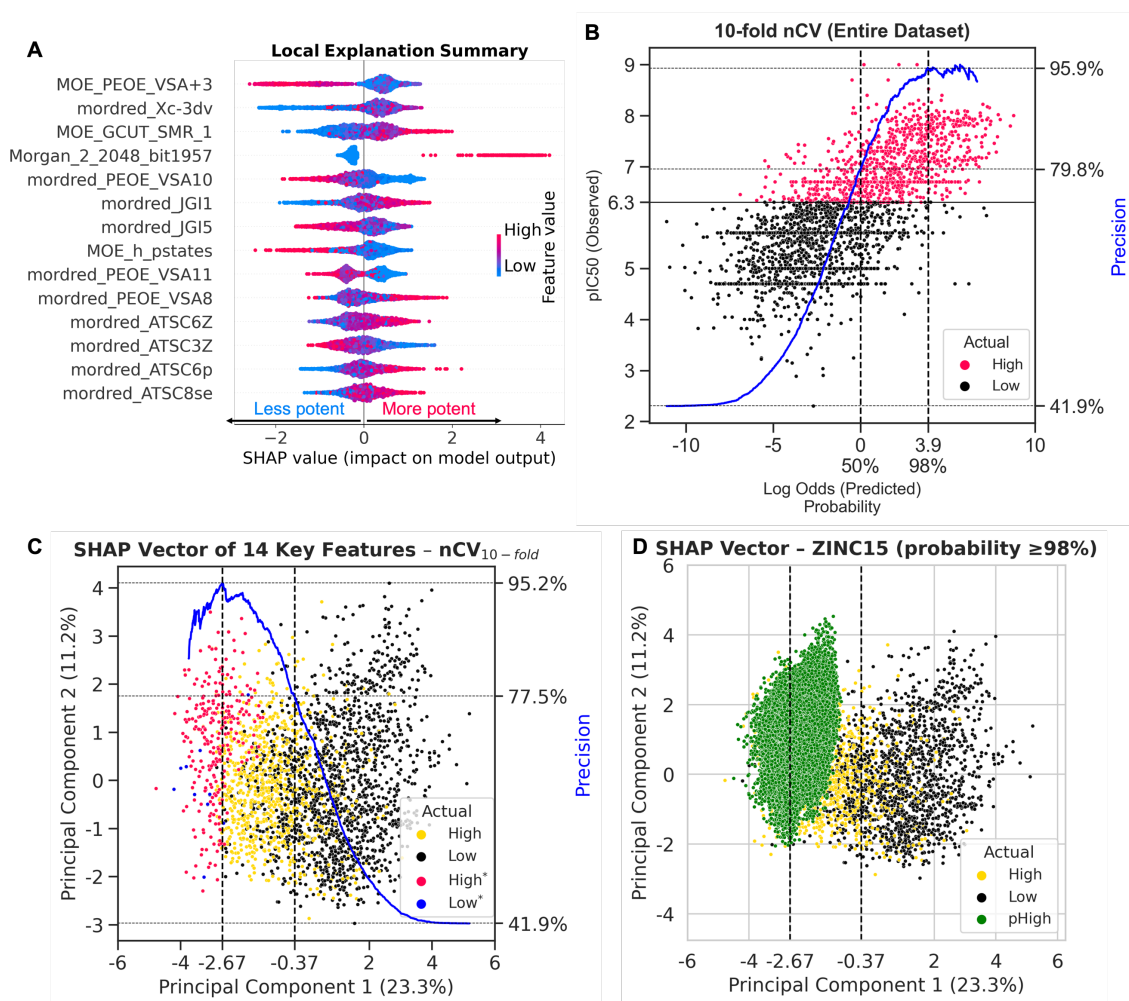 A
Local Explanation Summary
MOE_PEOE_VSA+3
mordred_Xc-3dv
MOE_GCUT_SMR_1
Morgan_2_2048_bit1957
mordred_PEOE_VSA10
mordred_JGI1
mordred_JGI5
MOE_h_pstates
mordred_PEOE_VSA11
mordred_PEOE_VSA8
mordred_ATSC6Z
mordred_ATSC3Z
mordred_ATSC6p
mordred_ATSC8se
High
Low
Feature value
Less potent
More potent
−2
0
2
4
SHAP value (impact on model output)
B
10-fold nCV (Entire Dataset)
pIC50 (Observed)
9
8
7
6.3
5
4
3
2
95.9%
79.8%
41.9%
Precision
Actual
High
Low
-10
-5
0
3.9
10
50%
98%
Log Odds (Predicted)
Probability
C
SHAP Vector of 14 Key Features – nCV10−fold
Principal Component 2 (11.2%)
4
3
2
1
0
-1
-2
-3
95.2%
77.5%
41.9%
Precision
Actual
High
Low
High*
Low*
-6
-4
-2.67
-0.37
2
4
6
Principal Component 1 (23.3%)
D
SHAP Vector – ZINC15 (probability ≥98%)
Principal Component 2 (11.2%)
6
4
2
0
-2
-4
Actual
High
Low
pHigh
-6
-4
-2.67
-0.37
2
4
6
Principal Component 1 (23.3%)